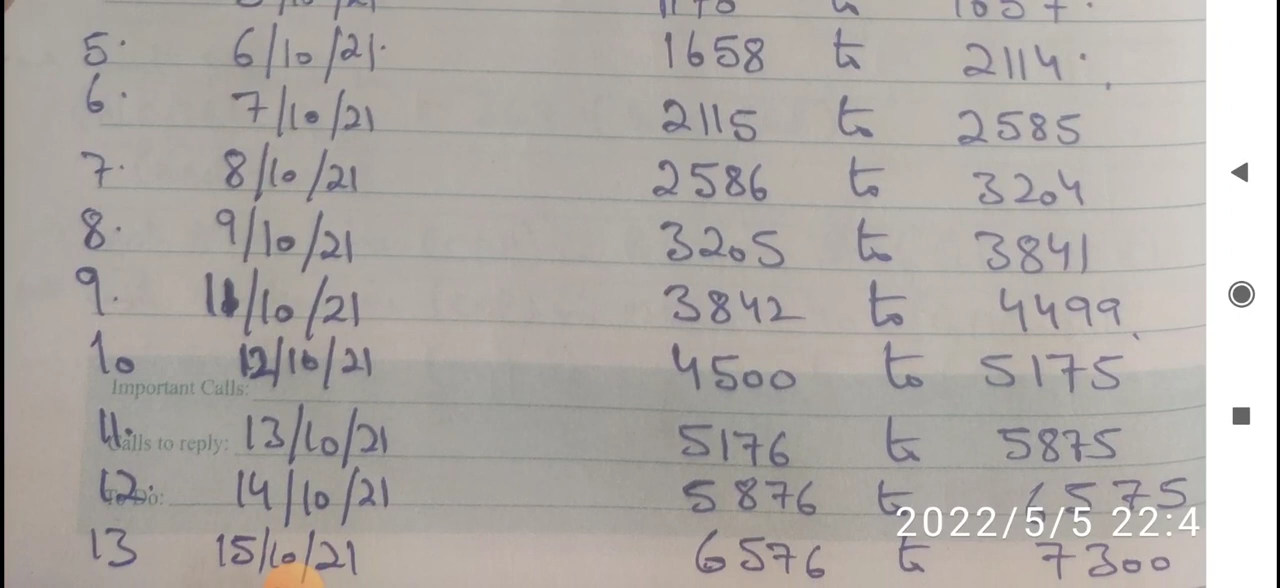 5. 6/10/21. 1658 to 2114.
6. 7/10/21 2115 to 2585
7. 8/10/21 2586 to 3204
8. 9/10/21 3205 to 3841
9. 11/10/21 3842 to 4499
10 12/10/21 4500 to 5175
Important Calls:
11. 13/10/21 5176 to 5875
Calls to reply:
12. 14/10/21 5876 to 6575
To Do:
2022/5/5 22:4
13 15/10/21 6576 to 7300